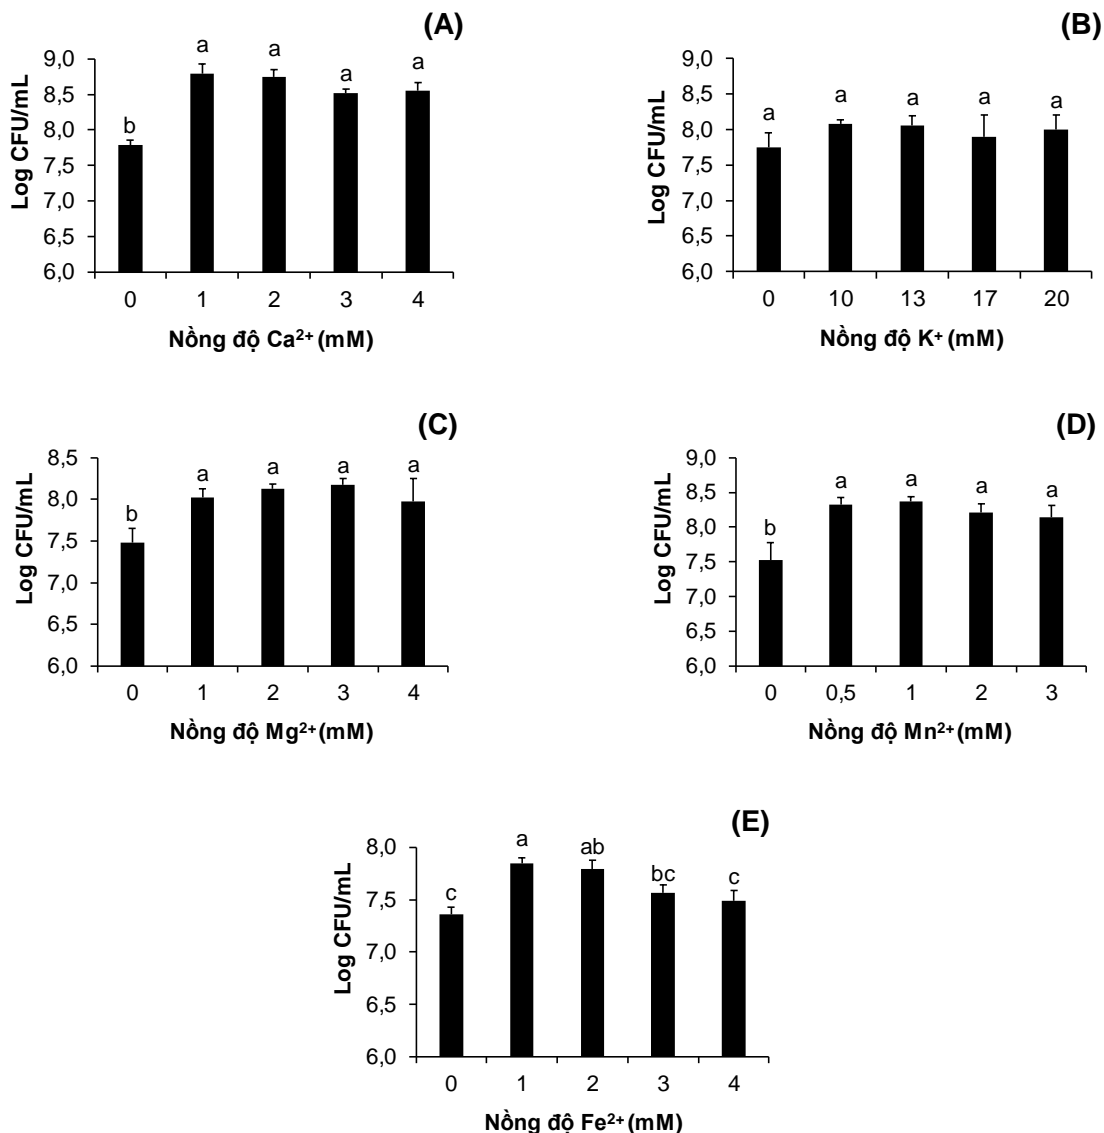 (A)
9,0
8,5
8,0
7,5
7,0
6,5
6,0
Log CFU/mL
b a a a a
0 1 2 3 4
Nồng độ Ca²⁺ (mM)
(B)
9,0
8,5
8,0
7,5
7,0
6,5
6,0
Log CFU/mL
a a a a a
0 10 13 17 20
Nồng độ K⁺ (mM)
(C)
8,5
8,0
7,5
7,0
6,5
6,0
Log CFU/mL
b a a a a
0 1 2 3 4
Nồng độ Mg²⁺ (mM)
(D)
9,0
8,5
8,0
7,5
7,0
6,5
6,0
Log CFU/mL
b a a a a
0 0,5 1 2 3
Nồng độ Mn²⁺ (mM)
(E)
8,0
7,5
7,0
6,5
6,0
Log CFU/mL
c a ab bc c
0 1 2 3 4
Nồng độ Fe²⁺ (mM)